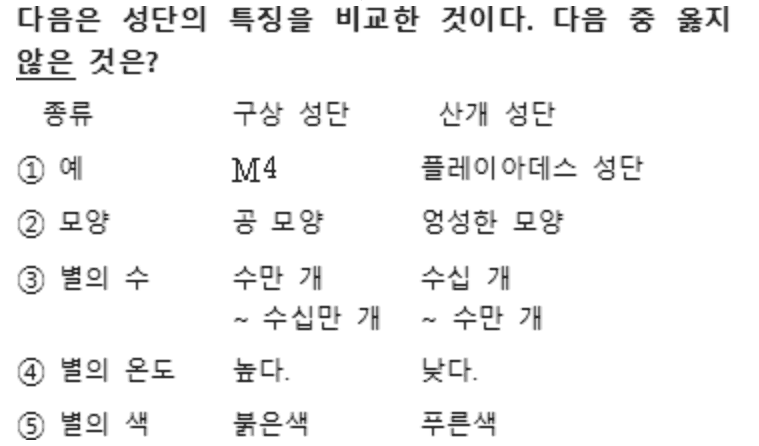 다음은 성단의 특징을 비교한 것이다. 다음 중 옳지
않은 것은?
종류 구상 성단 산개 성단
① 예 M4 플레이아데스 성단
② 모양 공 모양 엉성한 모양
③ 별의 수 수만 개 수십 개
~ 수십만 개 ~ 수만 개
④ 별의 온도 높다. 낮다.
⑤ 별의 색 붉은색 푸른색